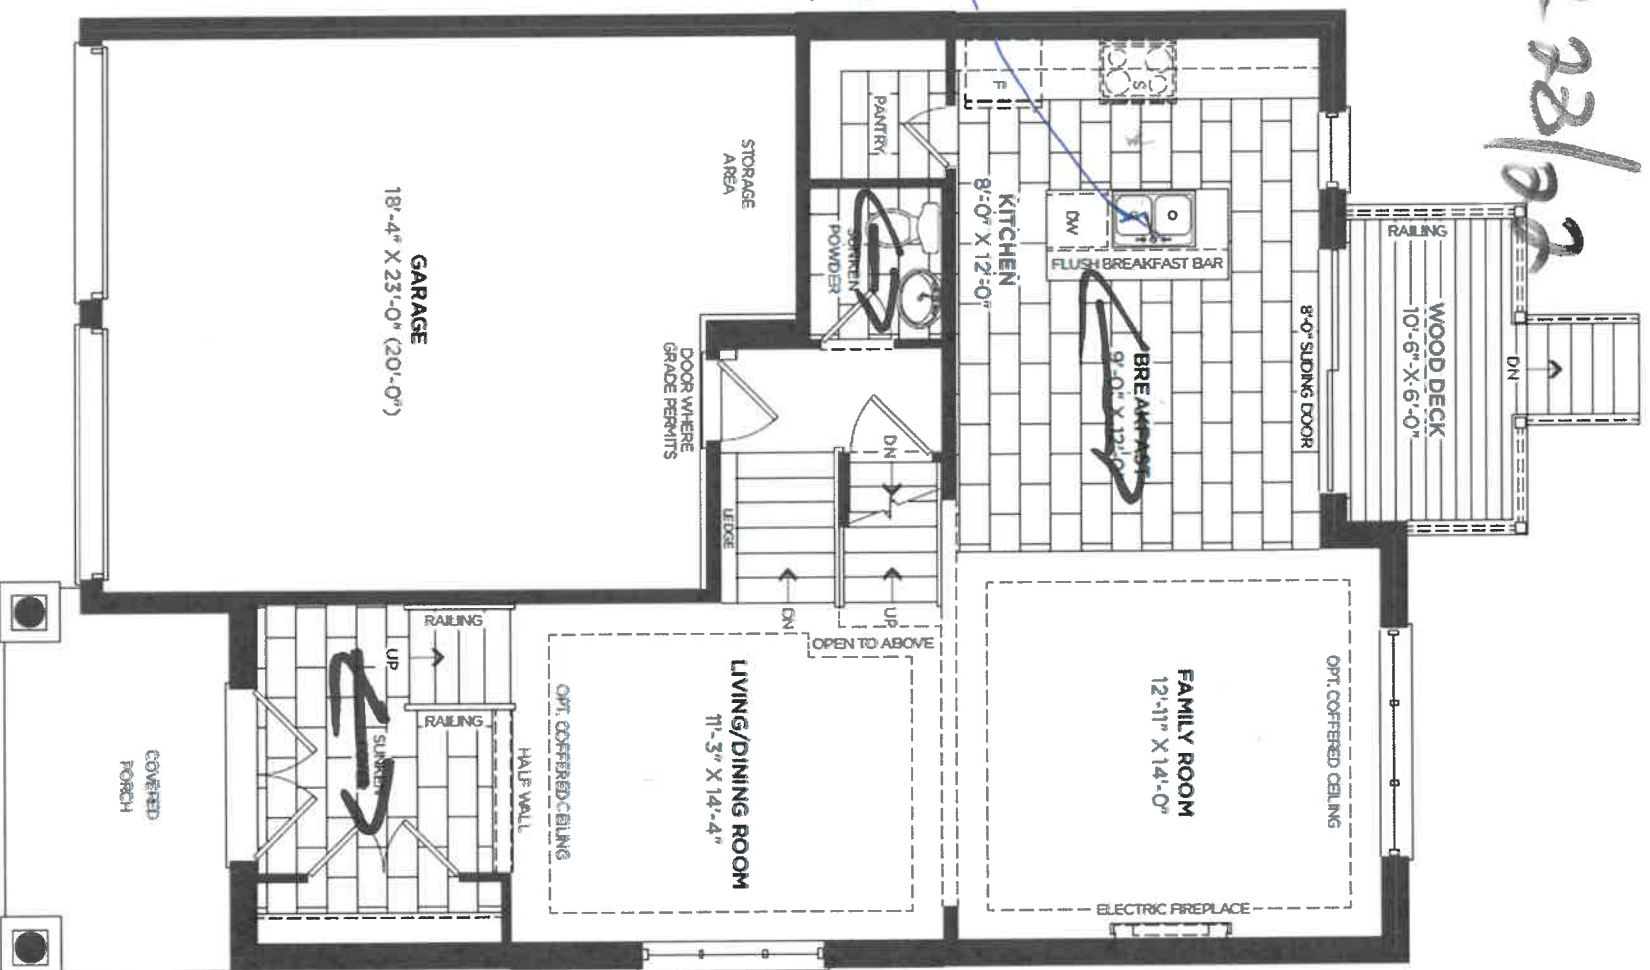 RAILING
WOOD DECK
10'-6" X 6'-0"
DN
8'-0" SLIDING DOOR
F
S
PANTRY
KITCHEN
8'-0" X 12'-0"
DW
FLUSH BREAKFAST BAR
BREAKFAST
9'-0" X 12'-0"
SUNKEN
POWDER
STORAGE
AREA
GARAGE
18'-4" X 23'-0" (20'-0")
DOOR WHERE
GRADE PERMITS
DN
LEDGE
DN
UP
OPEN TO ABOVE
OPT. COFFERED CEILING
FAMILY ROOM
12'-11" X 14'-0"
ELECTRIC FIREPLACE
LIVING/DINING ROOM
11'-3" X 14'-4"
OPT. COFFERED CEILING
HALF WALL
RAILING
RAILING
UP
SUNKEN
COVERED
PORCH